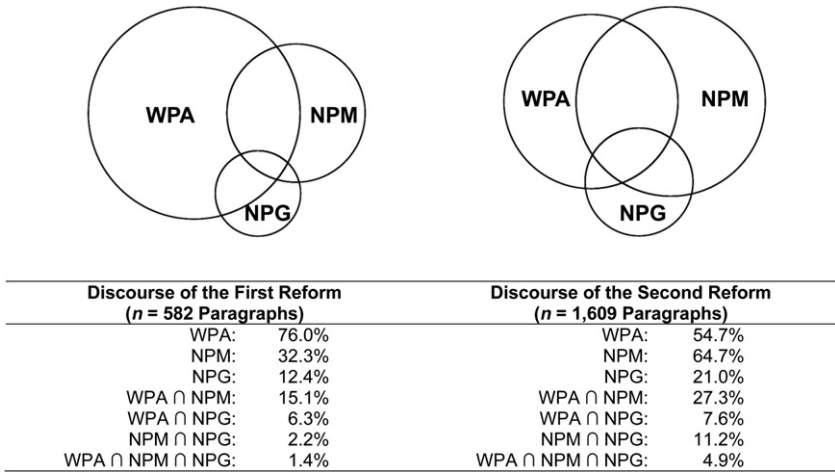 WPA
NPM
NPG
WPA
NPM
NPG
Discourse of the First Reform
(n = 582 Paragraphs)
Discourse of the Second Reform
(n = 1,609 Paragraphs)
WPA: 76.0%
NPM: 32.3%
NPG: 12.4%
WPA ∩ NPM: 15.1%
WPA ∩ NPG: 6.3%
NPM ∩ NPG: 2.2%
WPA ∩ NPM ∩ NPG: 1.4%
WPA: 54.7%
NPM: 64.7%
NPG: 21.0%
WPA ∩ NPM: 27.3%
WPA ∩ NPG: 7.6%
NPM ∩ NPG: 11.2%
WPA ∩ NPM ∩ NPG: 4.9%